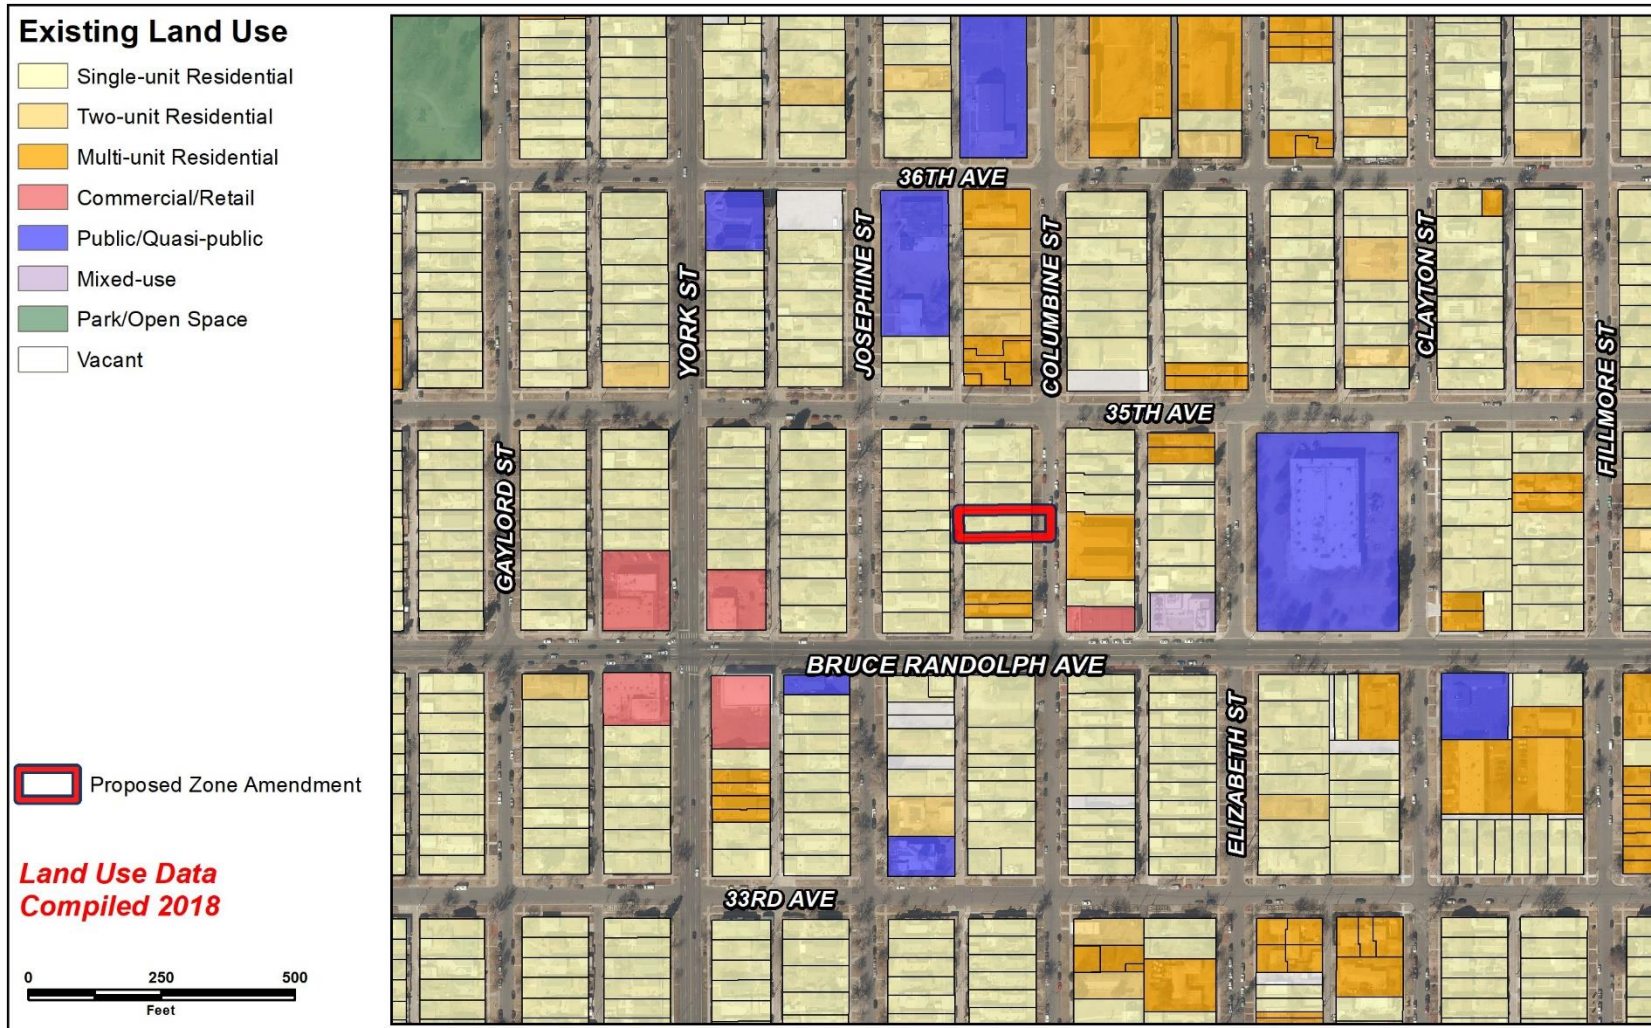 Existing Land Use
Single-unit Residential
Two-unit Residential
Multi-unit Residential
Commercial/Retail
Public/Quasi-public
Mixed-use
Park/Open Space
Vacant
Proposed Zone Amendment
Land Use Data
Compiled 2018
0 250 500
Feet
36TH AVE
YORK ST
JOSEPHINE ST
COLUMBINE ST
CLAYTON ST
FILLMORE ST
35TH AVE
GAYLORD ST
BRUCE RANDOLPH AVE
ELIZABETH ST
33RD AVE